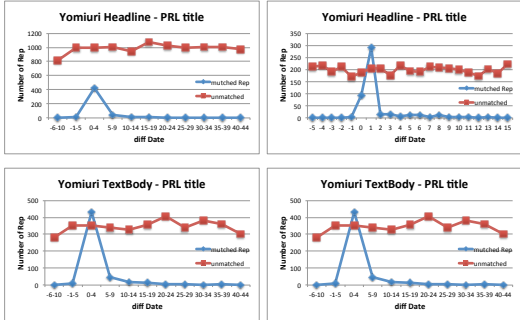 Yomiuri Headline - PRL title
1200
1000
800
600
400
200
0
Number of Rep
mutched Rep
unmatched
-6-10 -1-5 0-4 5-9 10-14 15-19 20-24 25-29 30-34 35-39 40-44
diff Date
Yomiuri Headline - PRL title
350
300
250
200
150
100
50
0
Number of Rep
mutched Rep
unmatched
-5 -4 -3 -2 -1 0 1 2 3 4 5 6 7 8 9 10 11 12 13 14 15
diff Date
Yomiuri TextBody - PRL title
500
400
300
200
100
0
Number of Rep
mutched Rep
unmatched
-6-10 -1-5 0-4 5-9 10-14 15-19 20-24 25-29 30-34 35-39 40-44
diff Date
Yomiuri TextBody - PRL title
500
400
300
200
100
0
Number of Rep
mutched Rep
unmatched
-6-10 -1-5 0-4 5-9 10-14 15-19 20-24 25-29 30-34 35-39 40-44
diff Date